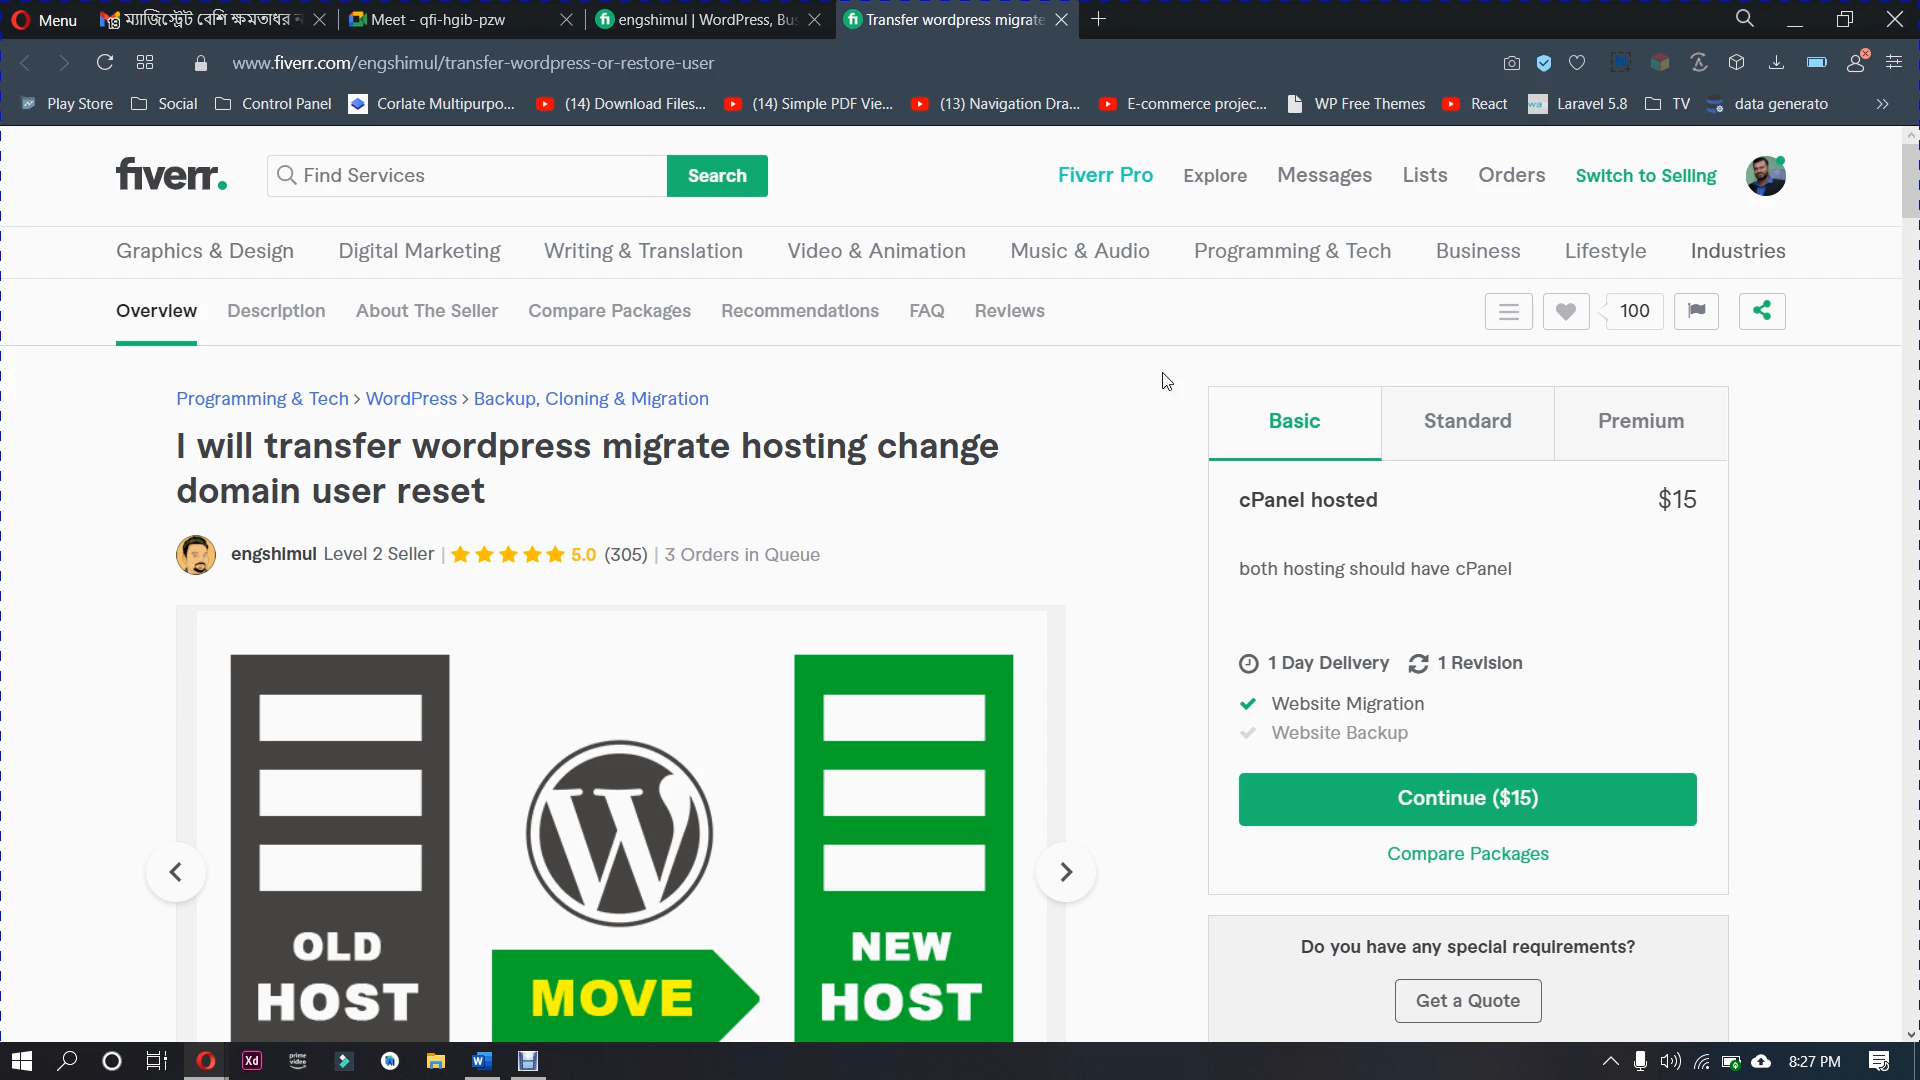 Menu
ম্যাজিস্ট্রেট বেশি ক্ষমতাধর ন
Meet - qfi-hgib-pzw
engshimul | WordPress, Bus
Transfer wordpress migrate
www.fiverr.com/engshimul/transfer-wordpress-or-restore-user
Play Store
Social
Control Panel
Corlate Multipurpo...
(14) Download Files...
(14) Simple PDF Vie...
(13) Navigation Dra...
E-commerce projec...
WP Free Themes
React
Laravel 5.8
TV
data generato
fiverr.
Find Services
Search
Fiverr Pro
Explore
Messages
Lists
Orders
Switch to Selling
Graphics & Design
Digital Marketing
Writing & Translation
Video & Animation
Music & Audio
Programming & Tech
Business
Lifestyle
Industries
Overview
Description
About The Seller
Compare Packages
Recommendations
FAQ
Reviews
100
Programming & Tech > WordPress > Backup, Cloning & Migration
I will transfer wordpress migrate hosting change
domain user reset
engshimul Level 2 Seller | 5.0 (305) | 3 Orders in Queue
OLD
HOST
W
MOVE
NEW
HOST
Basic
Standard
Premium
cPanel hosted
$15
both hosting should have cPanel
1 Day Delivery
1 Revision
Website Migration
Website Backup
Continue ($15)
Compare Packages
Do you have any special requirements?
Get a Quote
Xd
prime video
8:27 PM